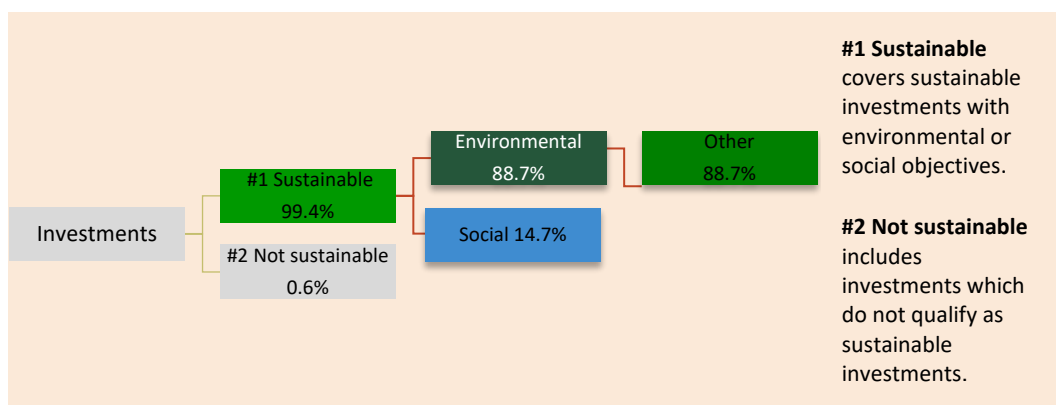 Investments
#1 Sustainable
99.4%
#2 Not sustainable
0.6%
Environmental
88.7%
Social 14.7%
Other
88.7%
#1 Sustainable
covers sustainable
investments with
environmental or
social objectives.
#2 Not sustainable
includes
investments which
do not qualify as
sustainable
investments.